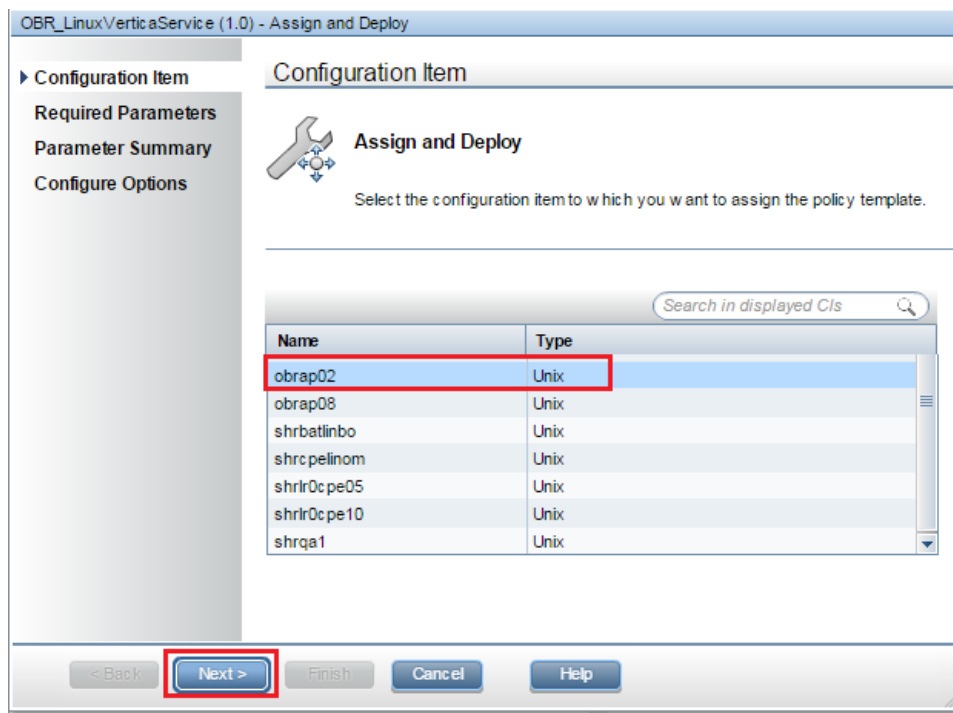 OBR_LinuxVerticaService (1.0) - Assign and Deploy
Configuration Item
Required Parameters
Parameter Summary
Configure Options
Configuration Item
Assign and Deploy
Select the configuration item to which you want to assign the policy template.
Search in displayed CIs
Name Type
obrap02 Unix
obrap08 Unix
shrbatlinbo Unix
shrcpelinom Unix
shrlr0cpe05 Unix
shrlr0cpe10 Unix
shrqa1 Unix
< Back Next > Finish Cancel Help